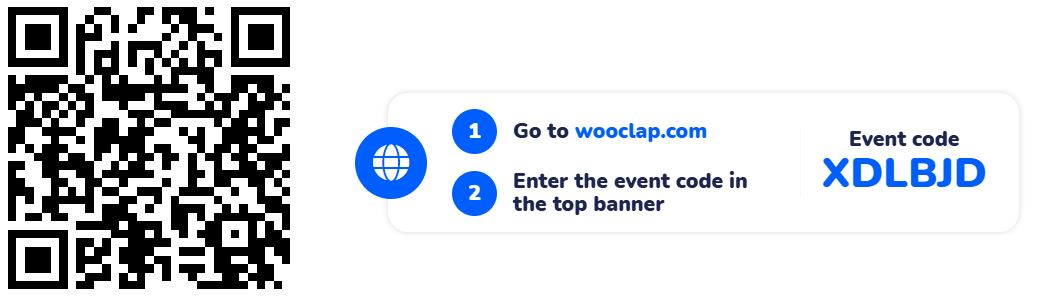 1 Go to wooclap.com
2 Enter the event code in
the top banner
Event code
XDLBJD